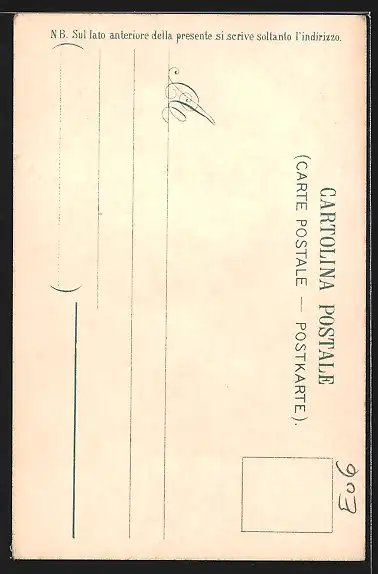 NB. Sul lato anteriore della presente si scrive soltanto l'indirizzo.
CARTOLINA POSTALE
(CARTE POSTALE — POSTKARTE).
M
903